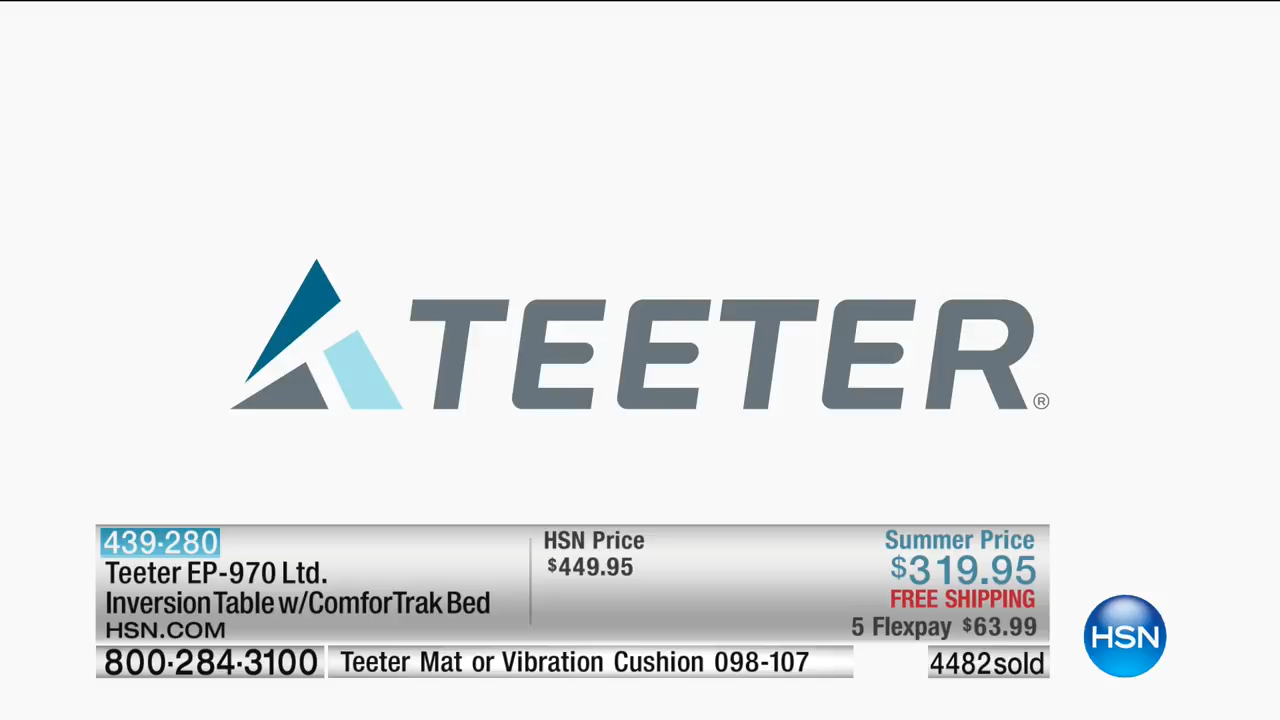 TEETER®
439·280
Teeter EP-970 Ltd.
Inversion Table w/ComforTrak Bed
HSN.COM
HSN Price
$449.95
Summer Price
$319.95
FREE SHIPPING
5 Flexpay $63.99
800·284·3100
Teeter Mat or Vibration Cushion 098-107
4482sold
HSN